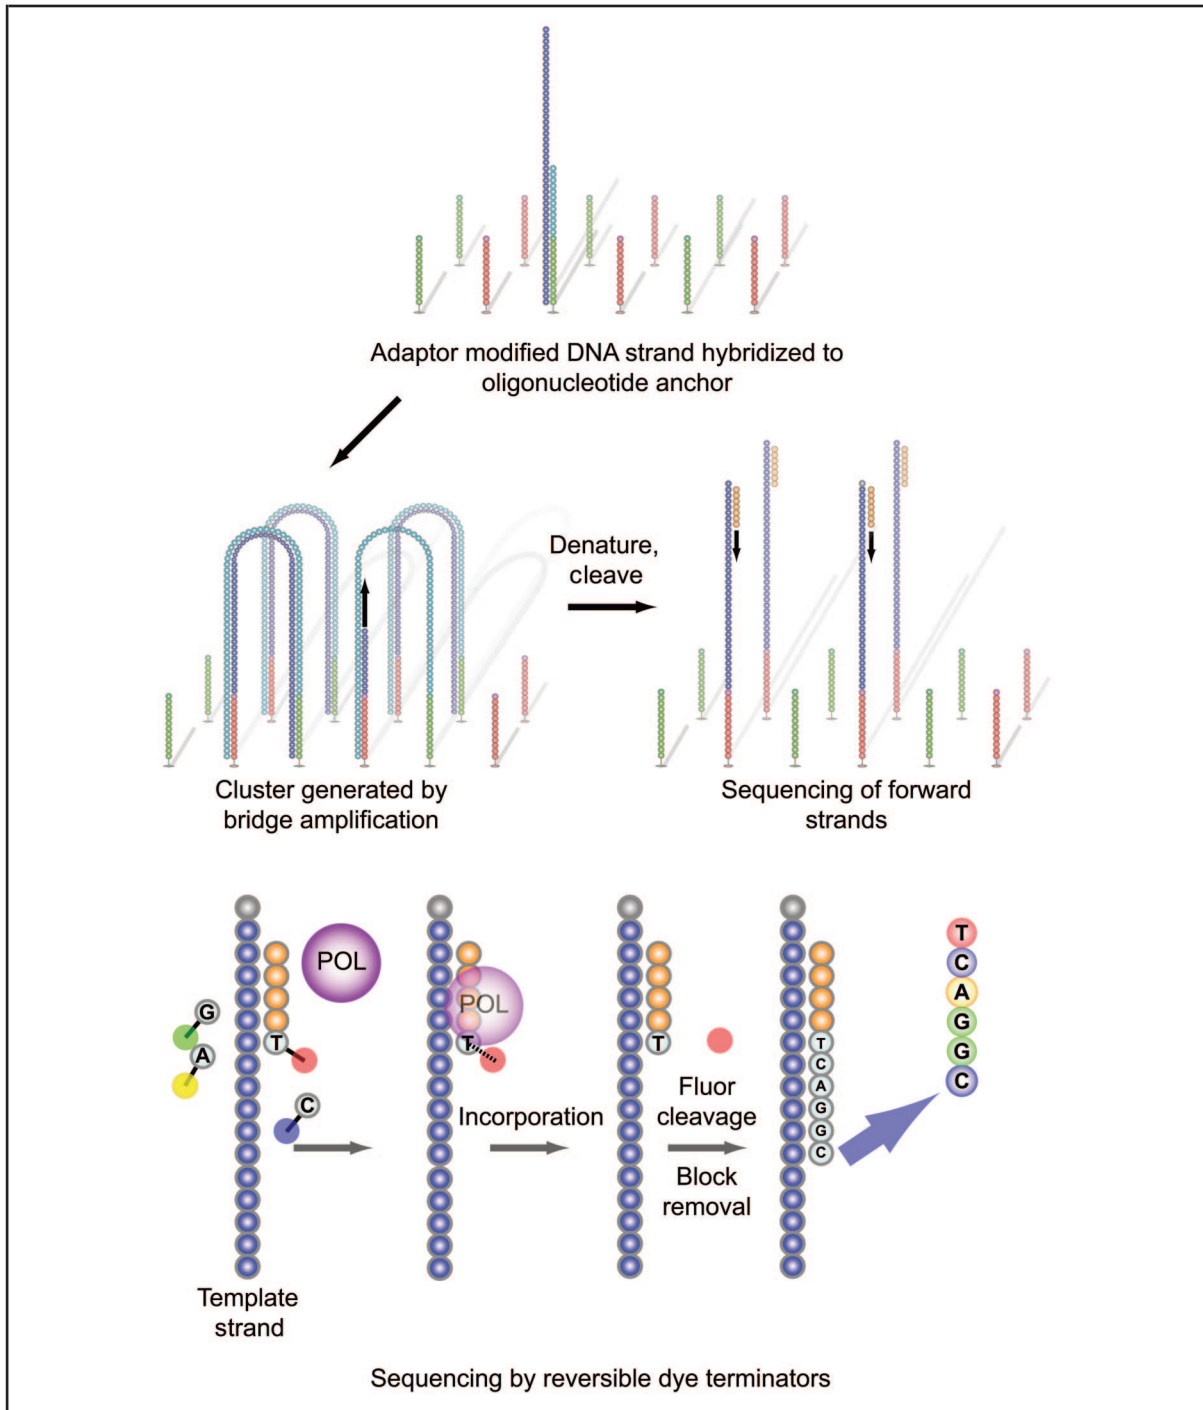 Adaptor modified DNA strand hybridized to
oligonucleotide anchor
Denature,
cleave
Cluster generated by
bridge amplification
Sequencing of forward
strands
POL
G
A
T
C
POL
T
Incorporation
T
Fluor
cleavage
Block
removal
T
C
A
G
G
C
T
C
A
G
G
C
Template
strand
Sequencing by reversible dye terminators